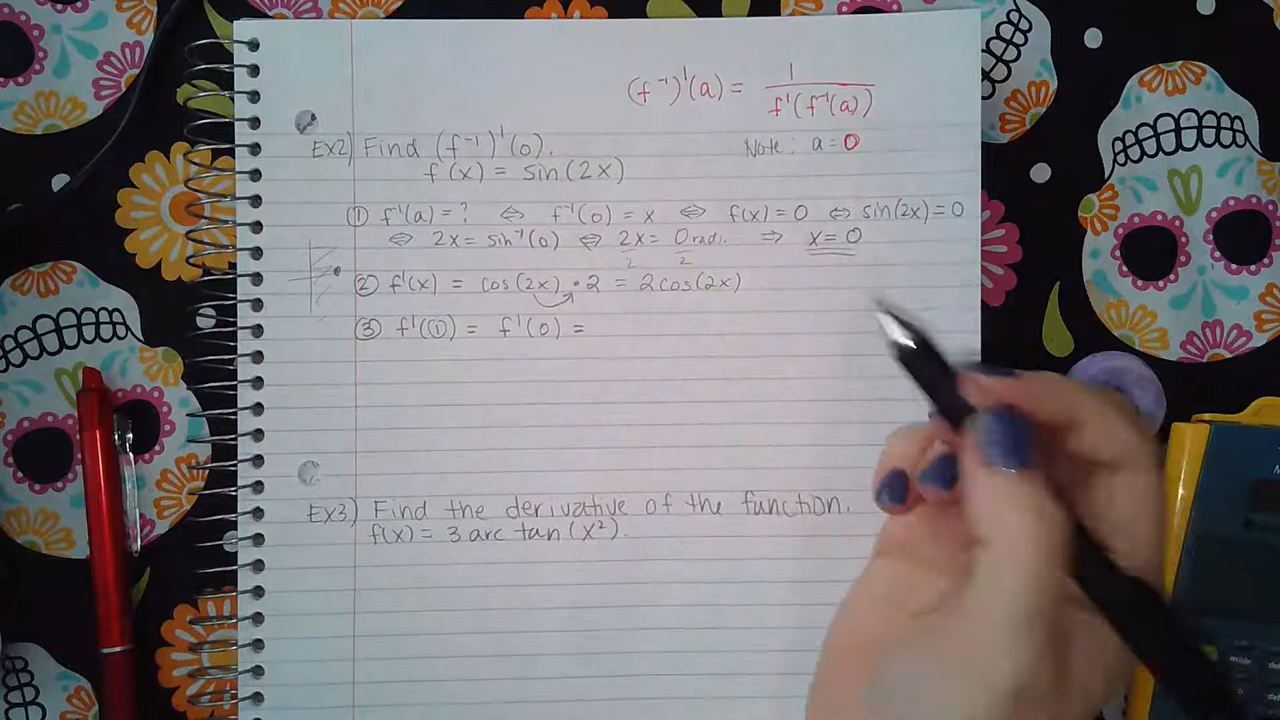 (f⁻¹)'(a) = 1 / f'(f⁻¹(a))
Ex2) Find (f⁻¹)'(0).
Note: a = 0
f(x) = sin(2x)
① f⁻¹(a) = ? ⇔ f⁻¹(0) = x ⇔ f(x) = 0 ⇔ sin(2x) = 0
⇔ 2x = sin⁻¹(0) ⇔ 2x = 0 rad. ⇒ x = 0
2 2
② f'(x) = cos(2x) • 2 = 2cos(2x)
③ f'(①) = f'(0) =
Ex3) Find the derivative of the function.
f(x) = 3 arc tan(x²).